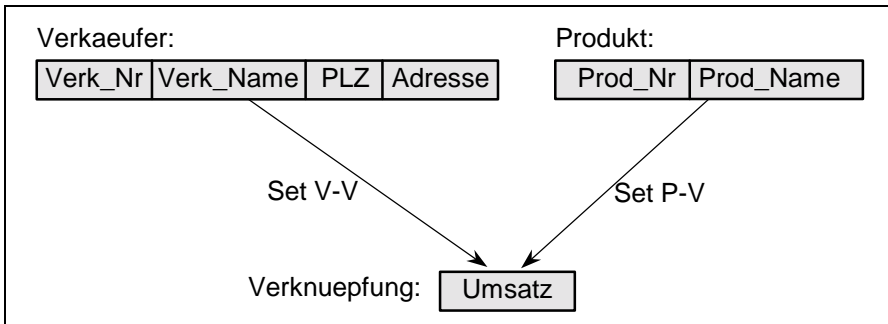 Verkaeufer: Produkt:
Verk_Nr Verk_Name PLZ Adresse Prod_Nr Prod_Name
Set V-V Set P-V
Verknuepfung: Umsatz